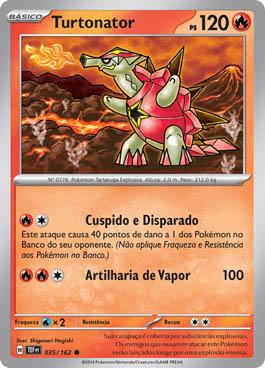 BÁSICO
Turtonator
PS 120
Nº 0776 Pokémon Tartaruga Explosiva Altura: 2,0 m. Peso: 212,0 kg
Cuspido e Disparado
Este ataque causa 40 pontos de dano a 1 dos Pokémon no
Banco do seu oponente. (Não aplique Fraqueza e Resistência
aos Pokémon no Banco.)
Artilharia de Vapor 100
Fraqueza ×2 Resistência Recuo
Ilus. Shigenori Negishi
H TEF PT 035/162
Sua carapaça é coberta por substâncias explosivas.
Os inimigos que ousarem atacar este Pokémon
serão lançados longe por uma explosão imensa.
©2024 Pokémon/Nintendo/Creatures/GAME FREAK